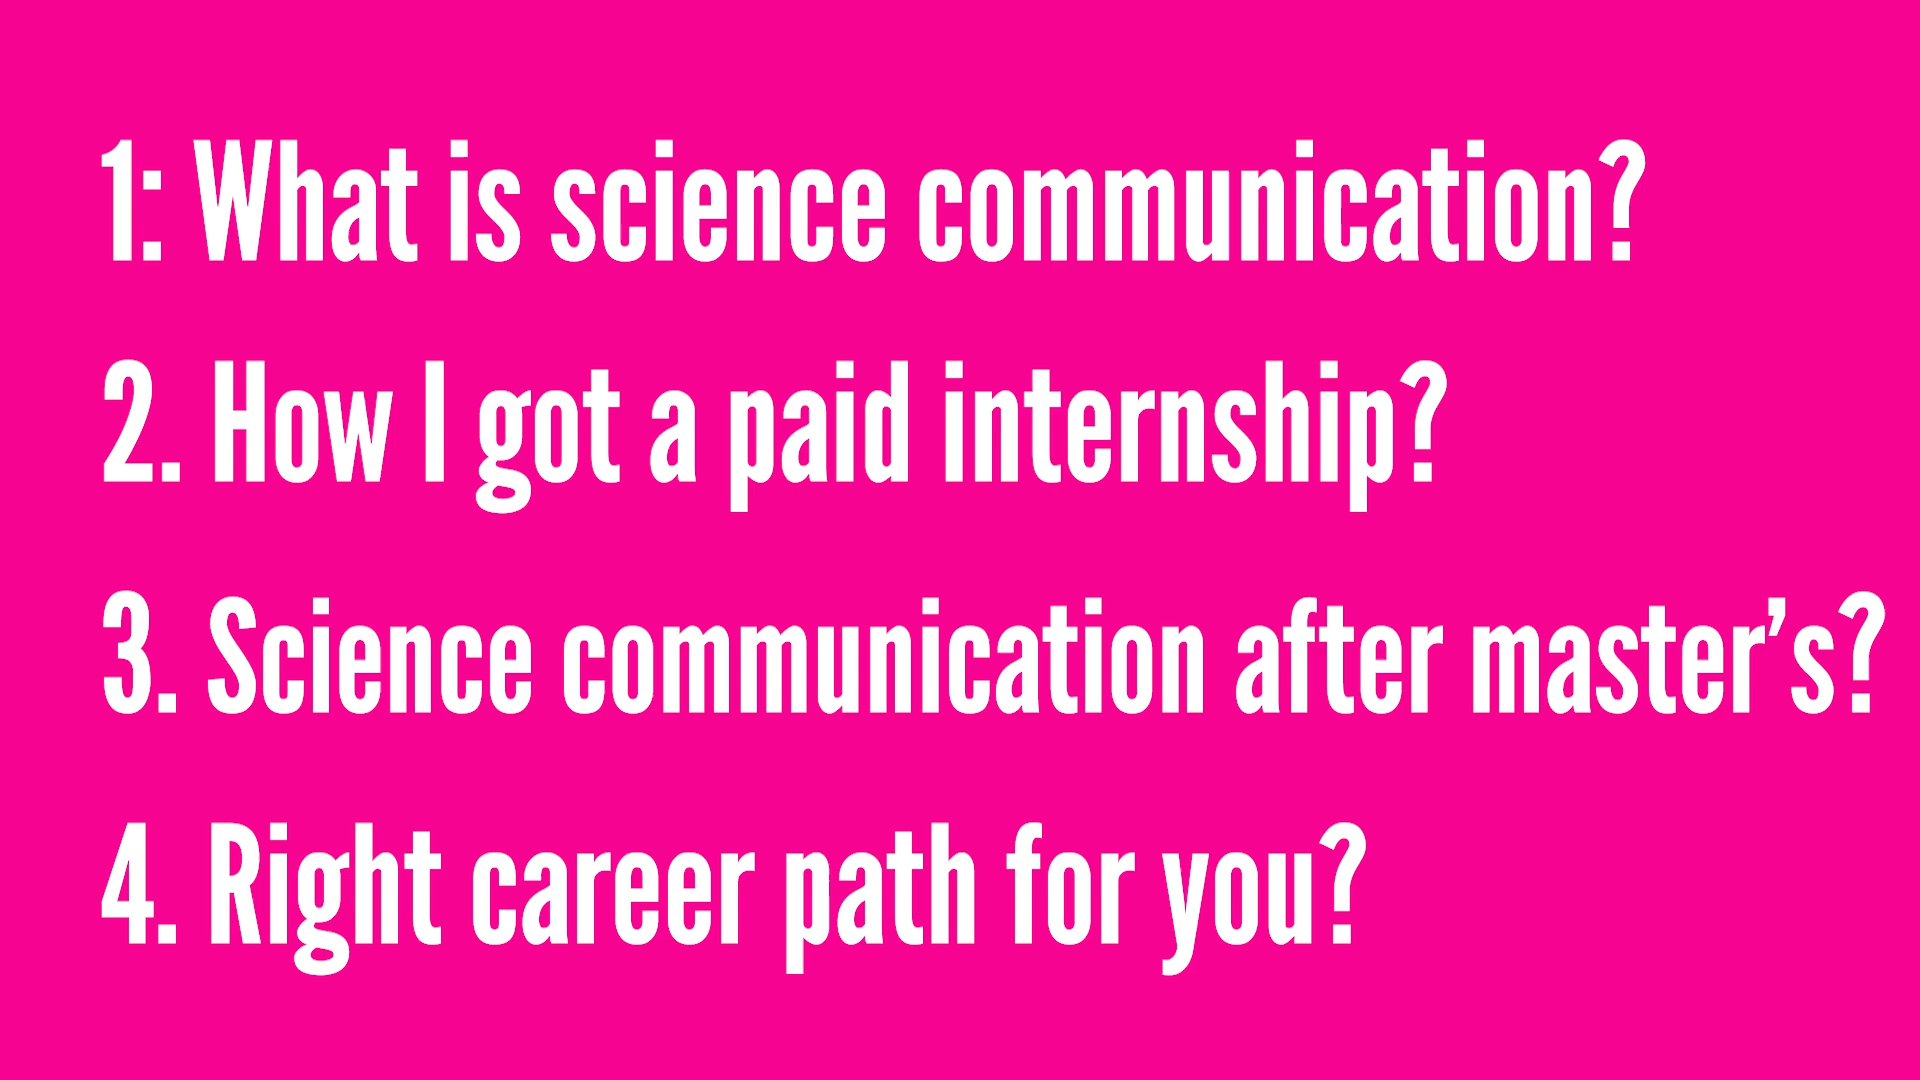 1: What is science communication?
2. How I got a paid internship?
3. Science communication after master’s?
4. Right career path for you?